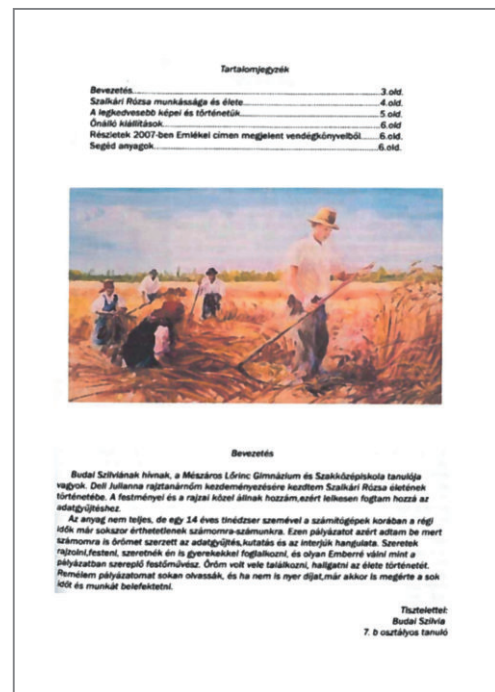 Tartalomjegyzék
Bevezetés.....................................................................3.old.
Szalkári Rózsa munkássága és élete.......................................4.old.
A legkedvesebb képei és történetük........................................5.old.
Önálló kiállítások............................................................6.old
Részletek 2007-ben Emlékei címen megjelent vendégkönyveiből......6.old.
Segéd anyagok..............................................................6.old.
Bevezetés
Budai Szilviának hívnak, a Mészáros Lőrinc Gimnázium és Szakközépiskola tanulója
vagyok. Deli Julianna rajztanárnőm kezdeményezésére kezdtem Szalkári Rózsa életének
történetébe. A festményei és a rajzai közel állnak hozzám,ezért lelkesen fogtam hozzá az
adatgyűjtéshez.
Az anyag nem teljes, de egy 14 éves tinédzser szemével a számítógépek korában a régi
idők már sokszor érthetetlenek számomra-számunkra. Ezen pályázatot azért adtam be mert
számomra is örömet szerzett az adatgyűjtés,kutatás és az interjúk hangulata. Szeretek
rajzolni,festeni, szeretnék én is gyerekekkel foglalkozni, és olyan Emberré válni mint a
pályázatban szereplő festőművész. Öröm volt vele találkozni, hallgatni az élete történetét.
Remélem pályázatomat sokan olvassák, és ha nem is nyer díjat,már akkor is megérte a sok
időt és munkát belefektetni.
Tisztelettel:
Budai Szilvia
7. b osztályos tanuló